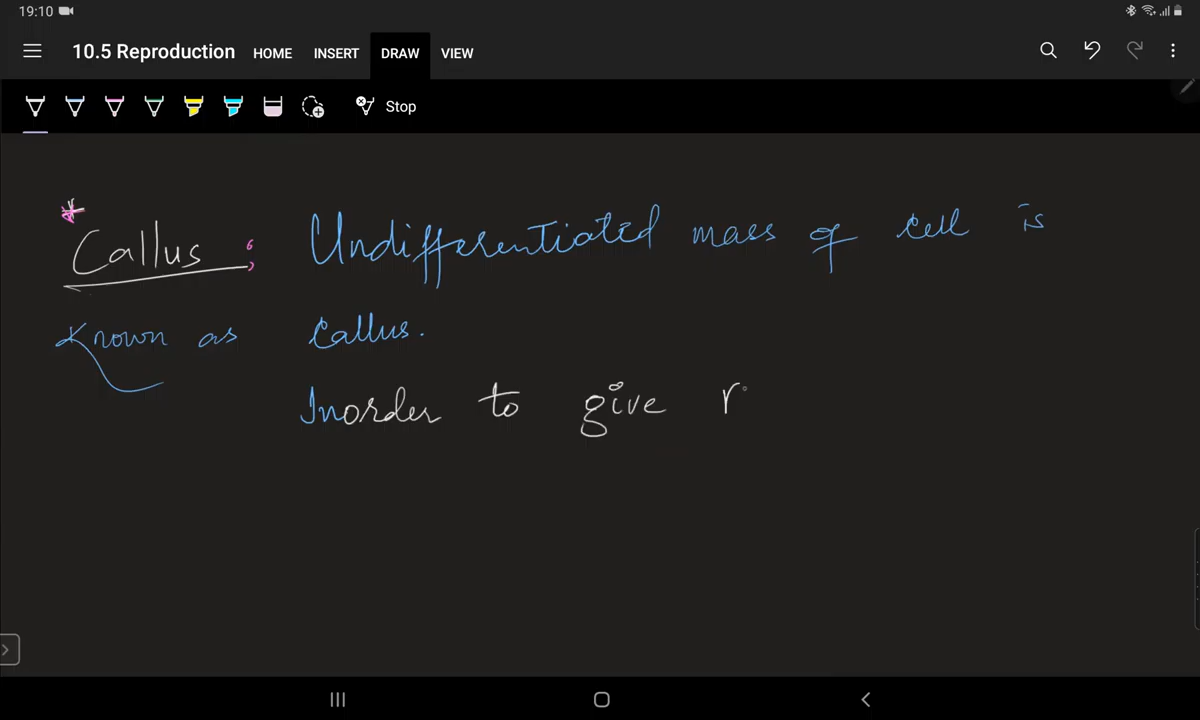 19:10
10.5 Reproduction HOME INSERT DRAW VIEW
Stop
* Callus : Undifferentiated mass of cell is
Known as Callus.
Inorder to give r